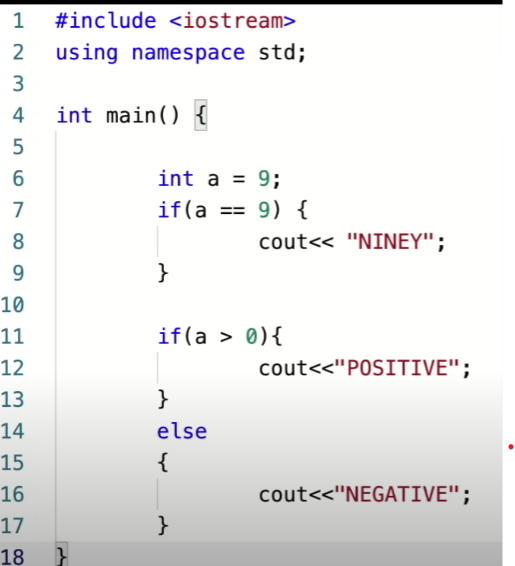 1 #include <iostream>
2 using namespace std;
3
4 int main() {
5
6 int a = 9;
7 if(a == 9) {
8 cout<< "NINEY";
9 }
10
11 if(a > 0){
12 cout<<"POSITIVE";
13 }
14 else
15 {
16 cout<<"NEGATIVE";
17 }
18 }